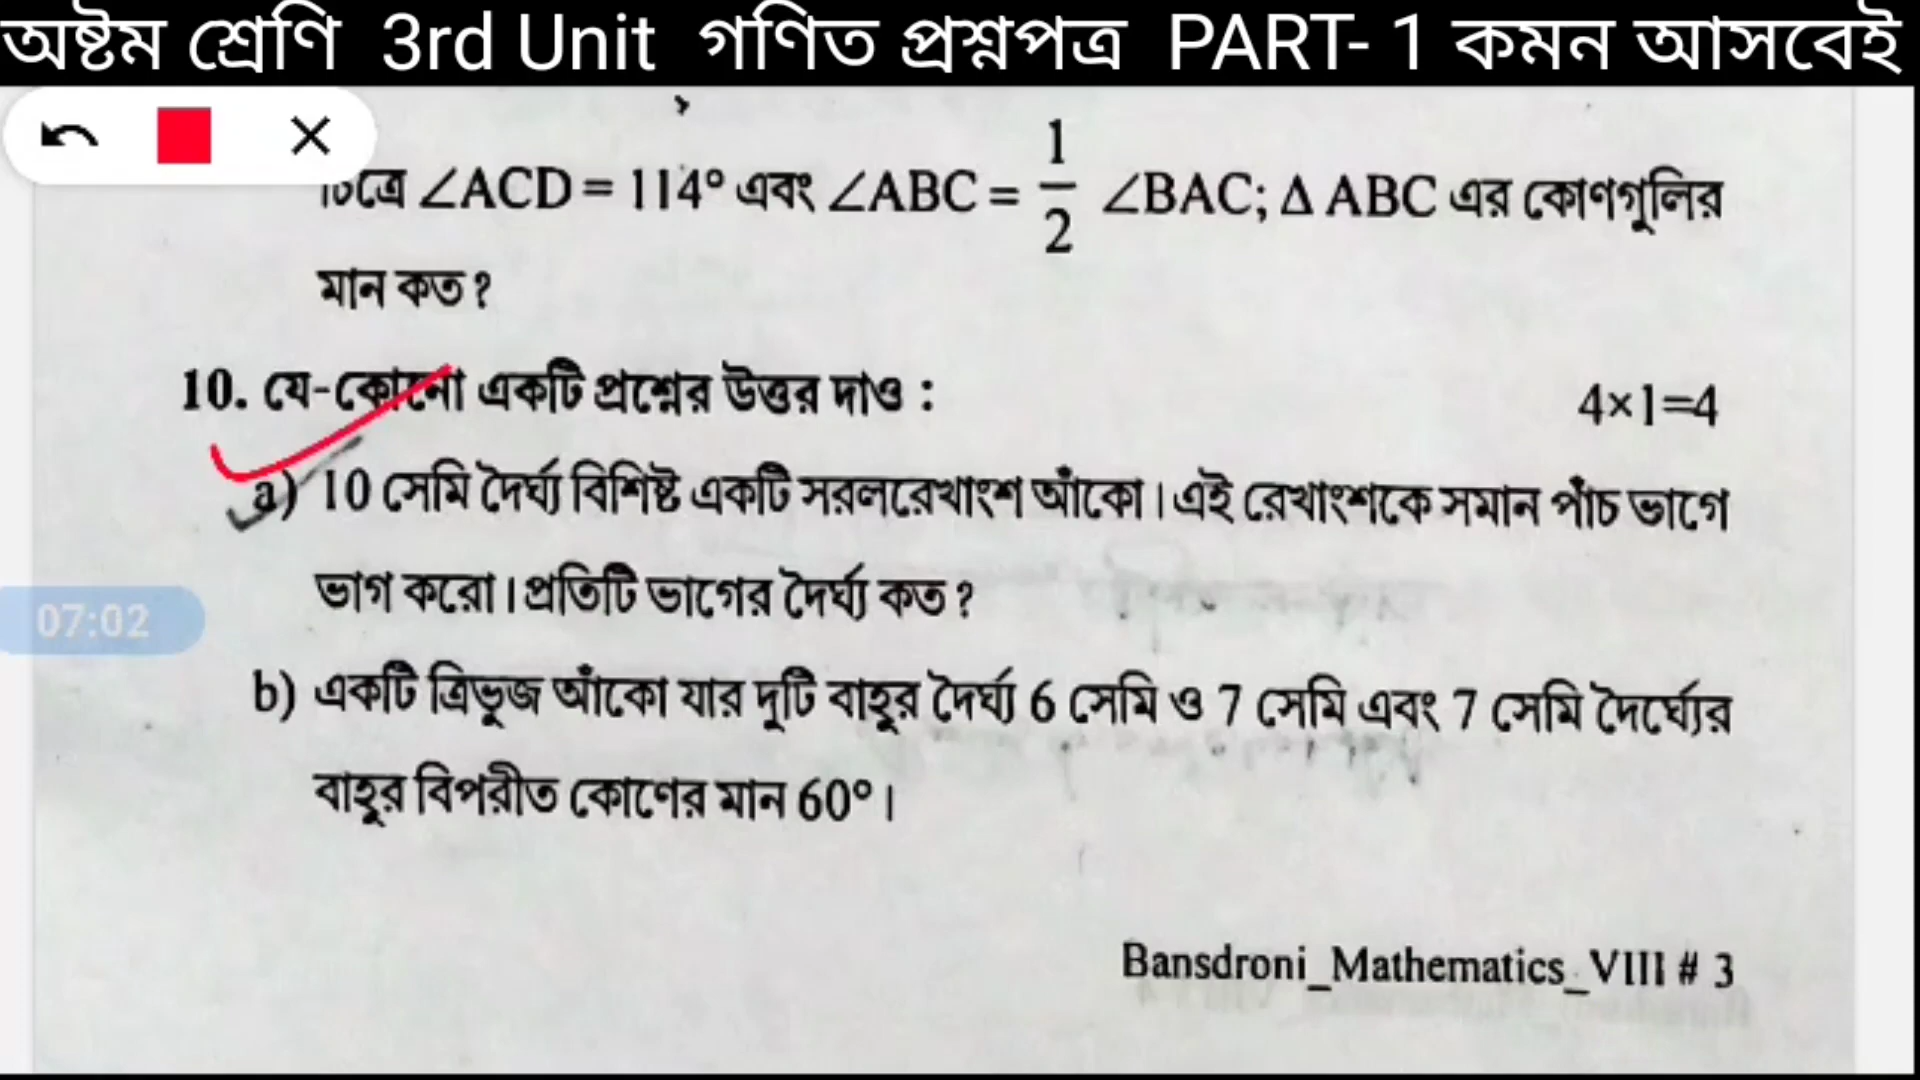 অষ্টম শ্রেণি 3rd Unit গণিত প্রশ্নপত্র PART- 1 কমন আসবেই
চিত্রে ∠ACD = 114° এবং ∠ABC = 1/2 ∠BAC; Δ ABC এর কোণগুলির
মান কত?
10. যে-কোনো একটি প্রশ্নের উত্তর দাও : 4×1=4
a) 10 সেমি দৈর্ঘ্য বিশিষ্ট একটি সরলরেখাংশ আঁকো। এই রেখাংশকে সমান পাঁচ ভাগে
ভাগ করো। প্রতিটি ভাগের দৈর্ঘ্য কত?
07:02
b) একটি ত্রিভুজ আঁকো যার দুটি বাহুর দৈর্ঘ্য 6 সেমি ও 7 সেমি এবং 7 সেমি দৈর্ঘ্যের
বাহুর বিপরীত কোণের মান 60°।
Bansdroni_Mathematics_VIII # 3